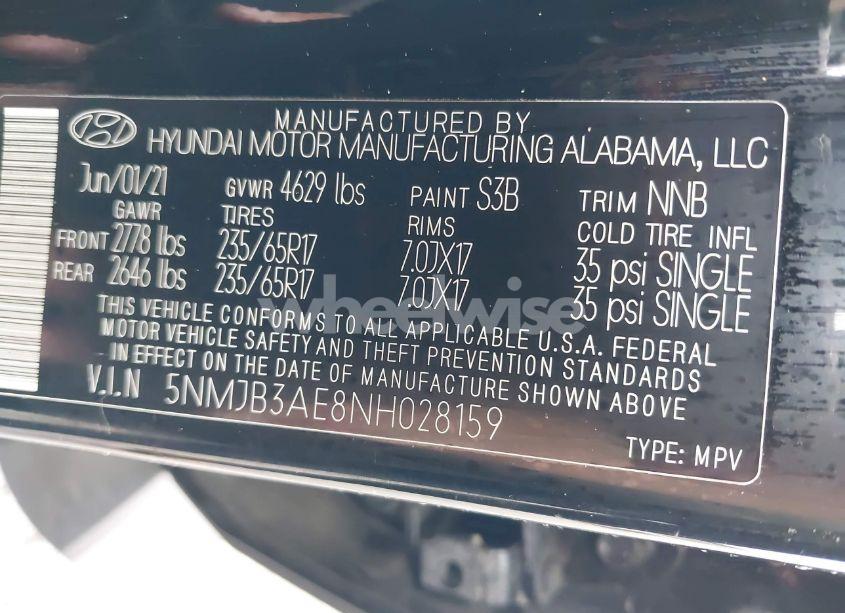 MANUFACTURED BY
HYUNDAI MOTOR MANUFACTURING ALABAMA, LLC
Jun/01/21 GVWR 4629 lbs PAINT S3B TRIM NNB
GAWR TIRES RIMS COLD TIRE INFL
FRONT 2778 lbs 235/65R17 7.0JX17 35 psi SINGLE
REAR 2646 lbs 235/65R17 7.0JX17 35 psi SINGLE
THIS VEHICLE CONFORMS TO ALL APPLICABLE U.S.A. FEDERAL
MOTOR VEHICLE SAFETY AND THEFT PREVENTION STANDARDS
IN EFFECT ON THE DATE OF MANUFACTURE SHOWN ABOVE
V.I.N 5NMJB3AE8NH028159
TYPE: MPV
wheelwise